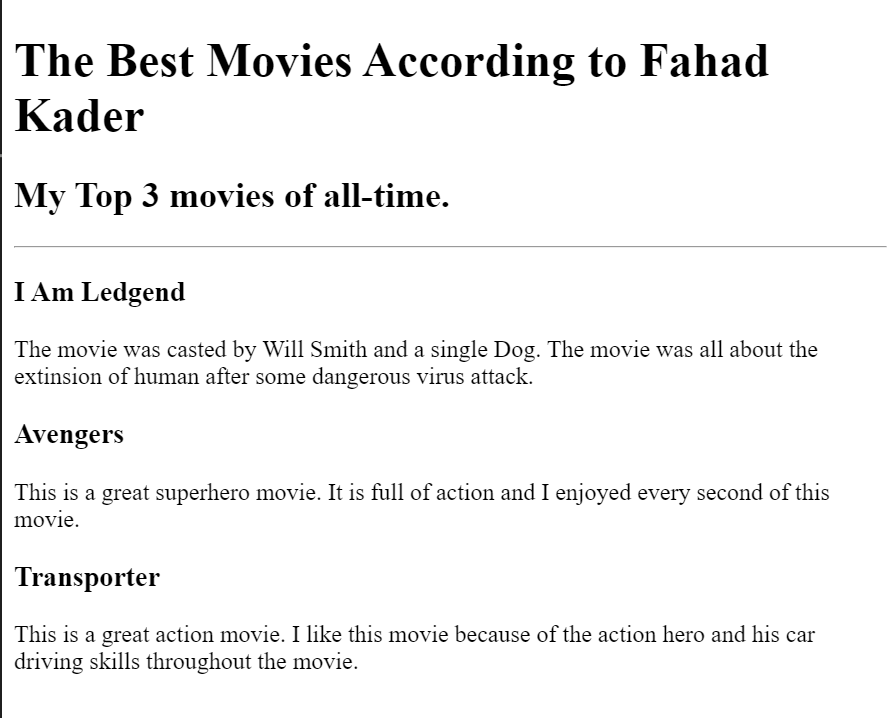 The Best Movies According to Fahad
Kader
My Top 3 movies of all-time.
I Am Ledgend
The movie was casted by Will Smith and a single Dog. The movie was all about the
extinsion of human after some dangerous virus attack.
Avengers
This is a great superhero movie. It is full of action and I enjoyed every second of this
movie.
Transporter
This is a great action movie. I like this movie because of the action hero and his car
driving skills throughout the movie.